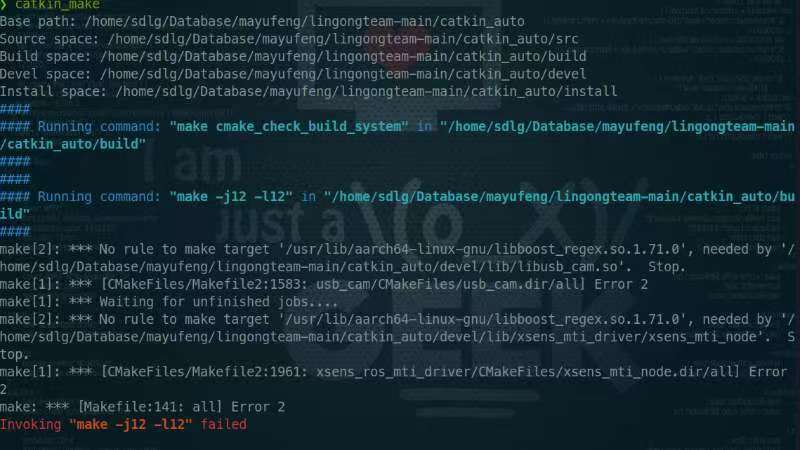 ❯ catkin_make
Base path: /home/sdlg/Database/mayufeng/lingongteam-main/catkin_auto
Source space: /home/sdlg/Database/mayufeng/lingongteam-main/catkin_auto/src
Build space: /home/sdlg/Database/mayufeng/lingongteam-main/catkin_auto/build
Devel space: /home/sdlg/Database/mayufeng/lingongteam-main/catkin_auto/devel
Install space: /home/sdlg/Database/mayufeng/lingongteam-main/catkin_auto/install
####
#### Running command: "make cmake_check_build_system" in "/home/sdlg/Database/mayufeng/lingongteam-main
/catkin_auto/build"
####
####
#### Running command: "make -j12 -l12" in "/home/sdlg/Database/mayufeng/lingongteam-main/catkin_auto/bu
ild"
####
make[2]: *** No rule to make target '/usr/lib/aarch64-linux-gnu/libboost_regex.so.1.71.0', needed by '/
home/sdlg/Database/mayufeng/lingongteam-main/catkin_auto/devel/lib/libusb_cam.so'.  Stop.
make[1]: *** [CMakeFiles/Makefile2:1583: usb_cam/CMakeFiles/usb_cam.dir/all] Error 2
make[1]: *** Waiting for unfinished jobs....
make[2]: *** No rule to make target '/usr/lib/aarch64-linux-gnu/libboost_regex.so.1.71.0', needed by '/
home/sdlg/Database/mayufeng/lingongteam-main/catkin_auto/devel/lib/xsens_mti_driver/xsens_mti_node'.  S
top.
make[1]: *** [CMakeFiles/Makefile2:1961: xsens_ros_mti_driver/CMakeFiles/xsens_mti_node.dir/all] Error
2
make: *** [Makefile:141: all] Error 2
Invoking "make -j12 -l12" failed
I am
Just a
GEEK